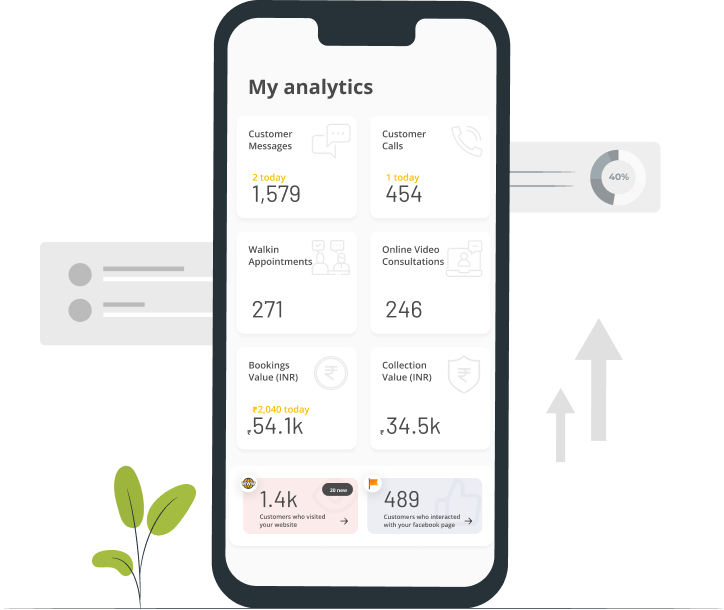 My analytics
Customer
Messages
2 today
1,579
Customer
Calls
1 today
454
40%
Walkin
Appointments
271
Online Video
Consultations
246
Bookings
Value (INR)
₹2,040 today
₹54.1k
Collection
Value (INR)
₹34.5k
WWW
1.4k
20 new
Customers who visited
your website
489
Customers who interacted
with your facebook page